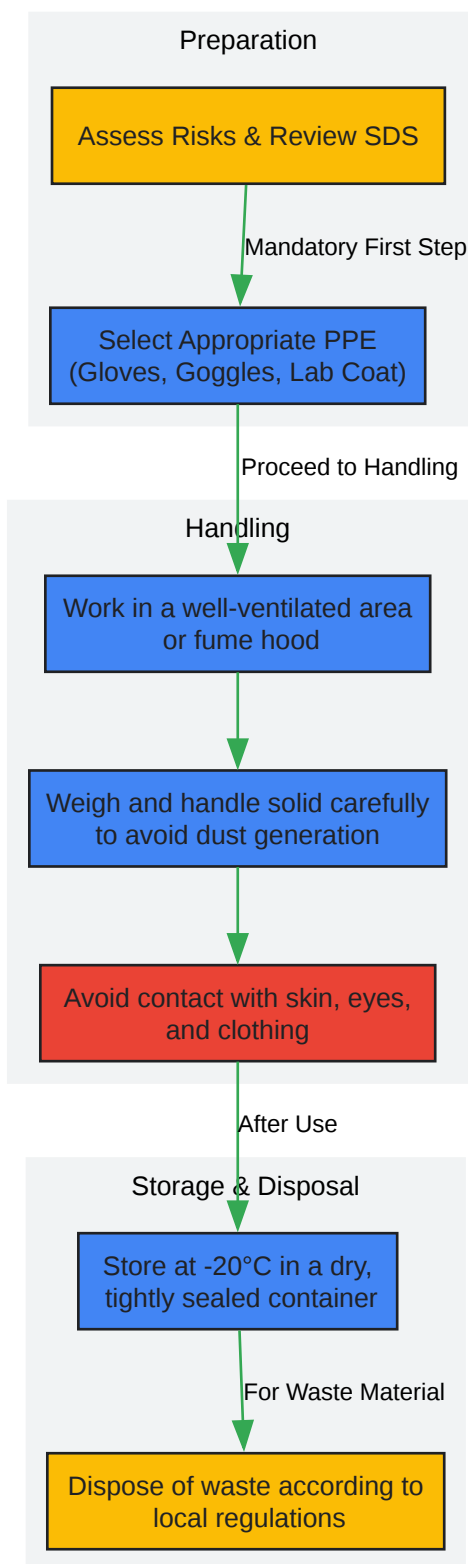 Preparation
Assess Risks & Review SDS
Mandatory First Step
Select Appropriate PPE
(Gloves, Goggles, Lab Coat)
Proceed to Handling
Handling
Work in a well-ventilated area
or fume hood
Weigh and handle solid carefully
to avoid dust generation
Avoid contact with skin, eyes,
and clothing
After Use
Storage & Disposal
Store at -20°C in a dry,
tightly sealed container
For Waste Material
Dispose of waste according to
local regulations